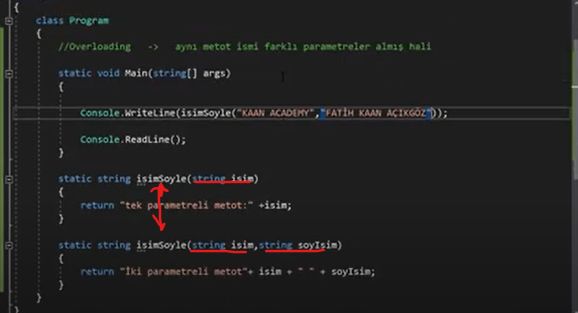 {
class Program
{
//Overloading -> aynı metot ismi farklı parametreler almış hali
static void Main(string[] args)
{
Console.WriteLine(isimSoyle("KAAN ACADEMY","FATİH KAAN AÇIKGÖZ"));
Console.ReadLine();
}
static string isimSoyle(string isim)
{
return "tek parametreli metot:" +isim;
}
static string isimSoyle(string isim,string soyIsim)
{
return "İki parametreli metot"+ isim + " " + soyIsim;
}
}
}